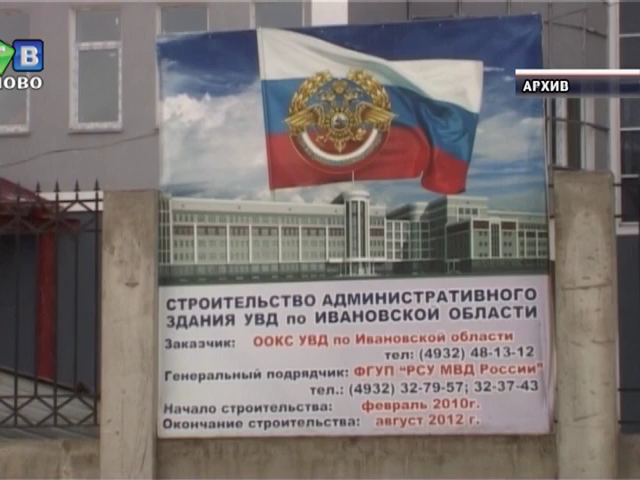 В
НОВО
АРХИВ
СТРОИТЕЛЬСТВО АДМИНИСТРАТИВНОГО
ЗДАНИЯ УВД по ИВАНОВСКОЙ ОБЛАСТИ
Заказчик: ООКС УВД по Ивановской области
тел: (4932) 48-13-12
Генеральный подрядчик: ФГУП "РСУ МВД России"
тел.: (4932) 32-79-57; 32-37-43
Начало строительства: февраль 2010г.
Окончание строительства: август 2012 г.